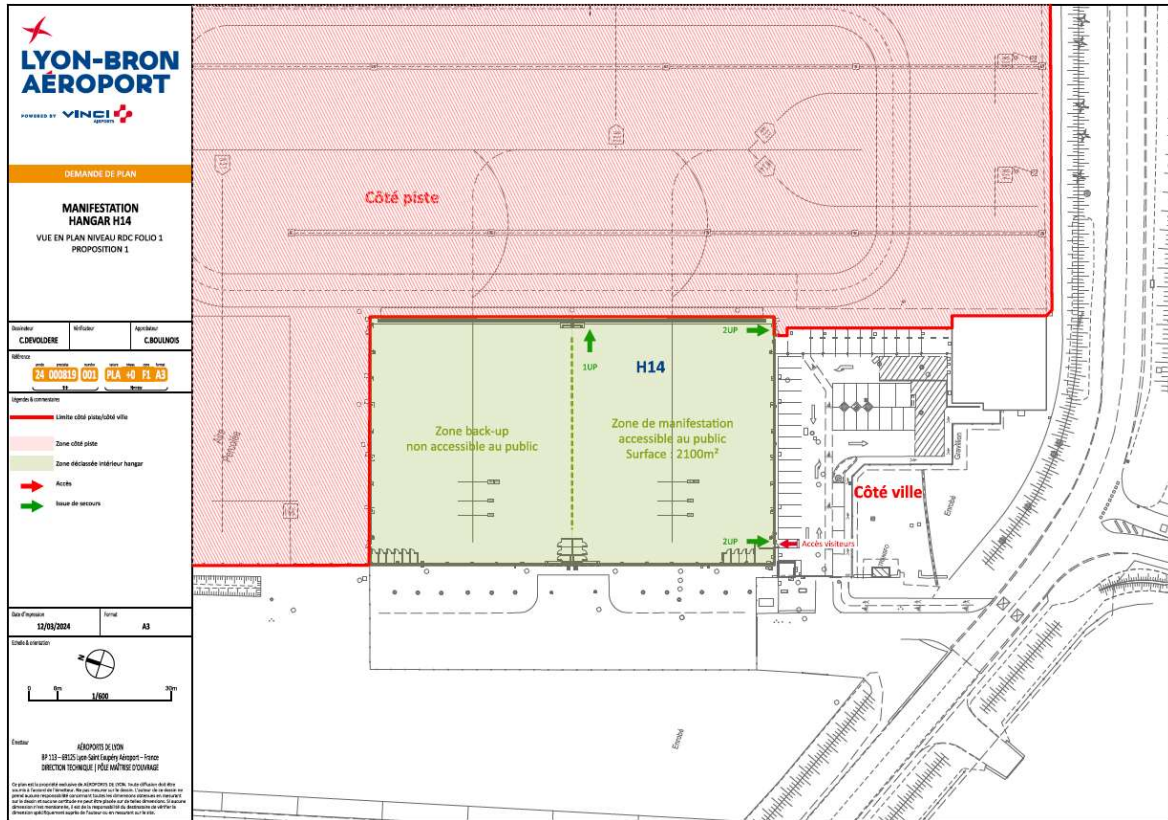 LYON-BRON
AÉROPORT
POWERED BY VINCI
AIRPORTS
DEMANDE DE PLAN
MANIFESTATION
HANGAR H14
VUE EN PLAN NIVEAU RDC FOLIO 1
PROPOSITION 1
Dessinateur
Vérificateur
Approbateur
C.DEVOLDERE
C.BOULNOIS
Référence
24 000819 001 PLA +0 F1 A3
Légendes & commentaires
Limite côté piste/côté ville
Zone côté piste
Zone déclassée intérieur hangar
Accès
Issue de secours
Date d'impression
Format
12/03/2024
A3
Echelle & orientation
N
0 6m 30m
1/600
Émetteur
AÉROPORTS DE LYON
BP 113 – 69125 Lyon-Saint Exupéry Aéroport – France
DIRECTION TECHNIQUE | PÔLE MAÎTRISE D'OUVRAGE
Côté piste
2UP
1UP
H14
Zone back-up
non accessible au public
Zone de manifestation
accessible au public
Surface : 2100m²
Côté ville
2UP
Accès visiteurs
Aire
Gravillon
Enrobé
Enrobé